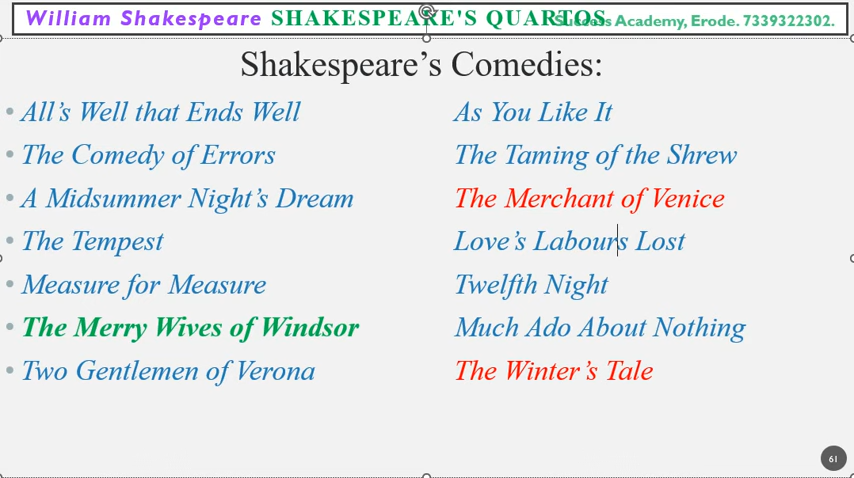 William Shakespeare SHAKESPEARE'S QUARTOS Success Academy, Erode. 7339322302.
Shakespeare’s Comedies:
• All’s Well that Ends Well
As You Like It
• The Comedy of Errors
The Taming of the Shrew
• A Midsummer Night’s Dream
The Merchant of Venice
• The Tempest
Love’s Labours Lost
• Measure for Measure
Twelfth Night
• The Merry Wives of Windsor
Much Ado About Nothing
• Two Gentlemen of Verona
The Winter’s Tale
61